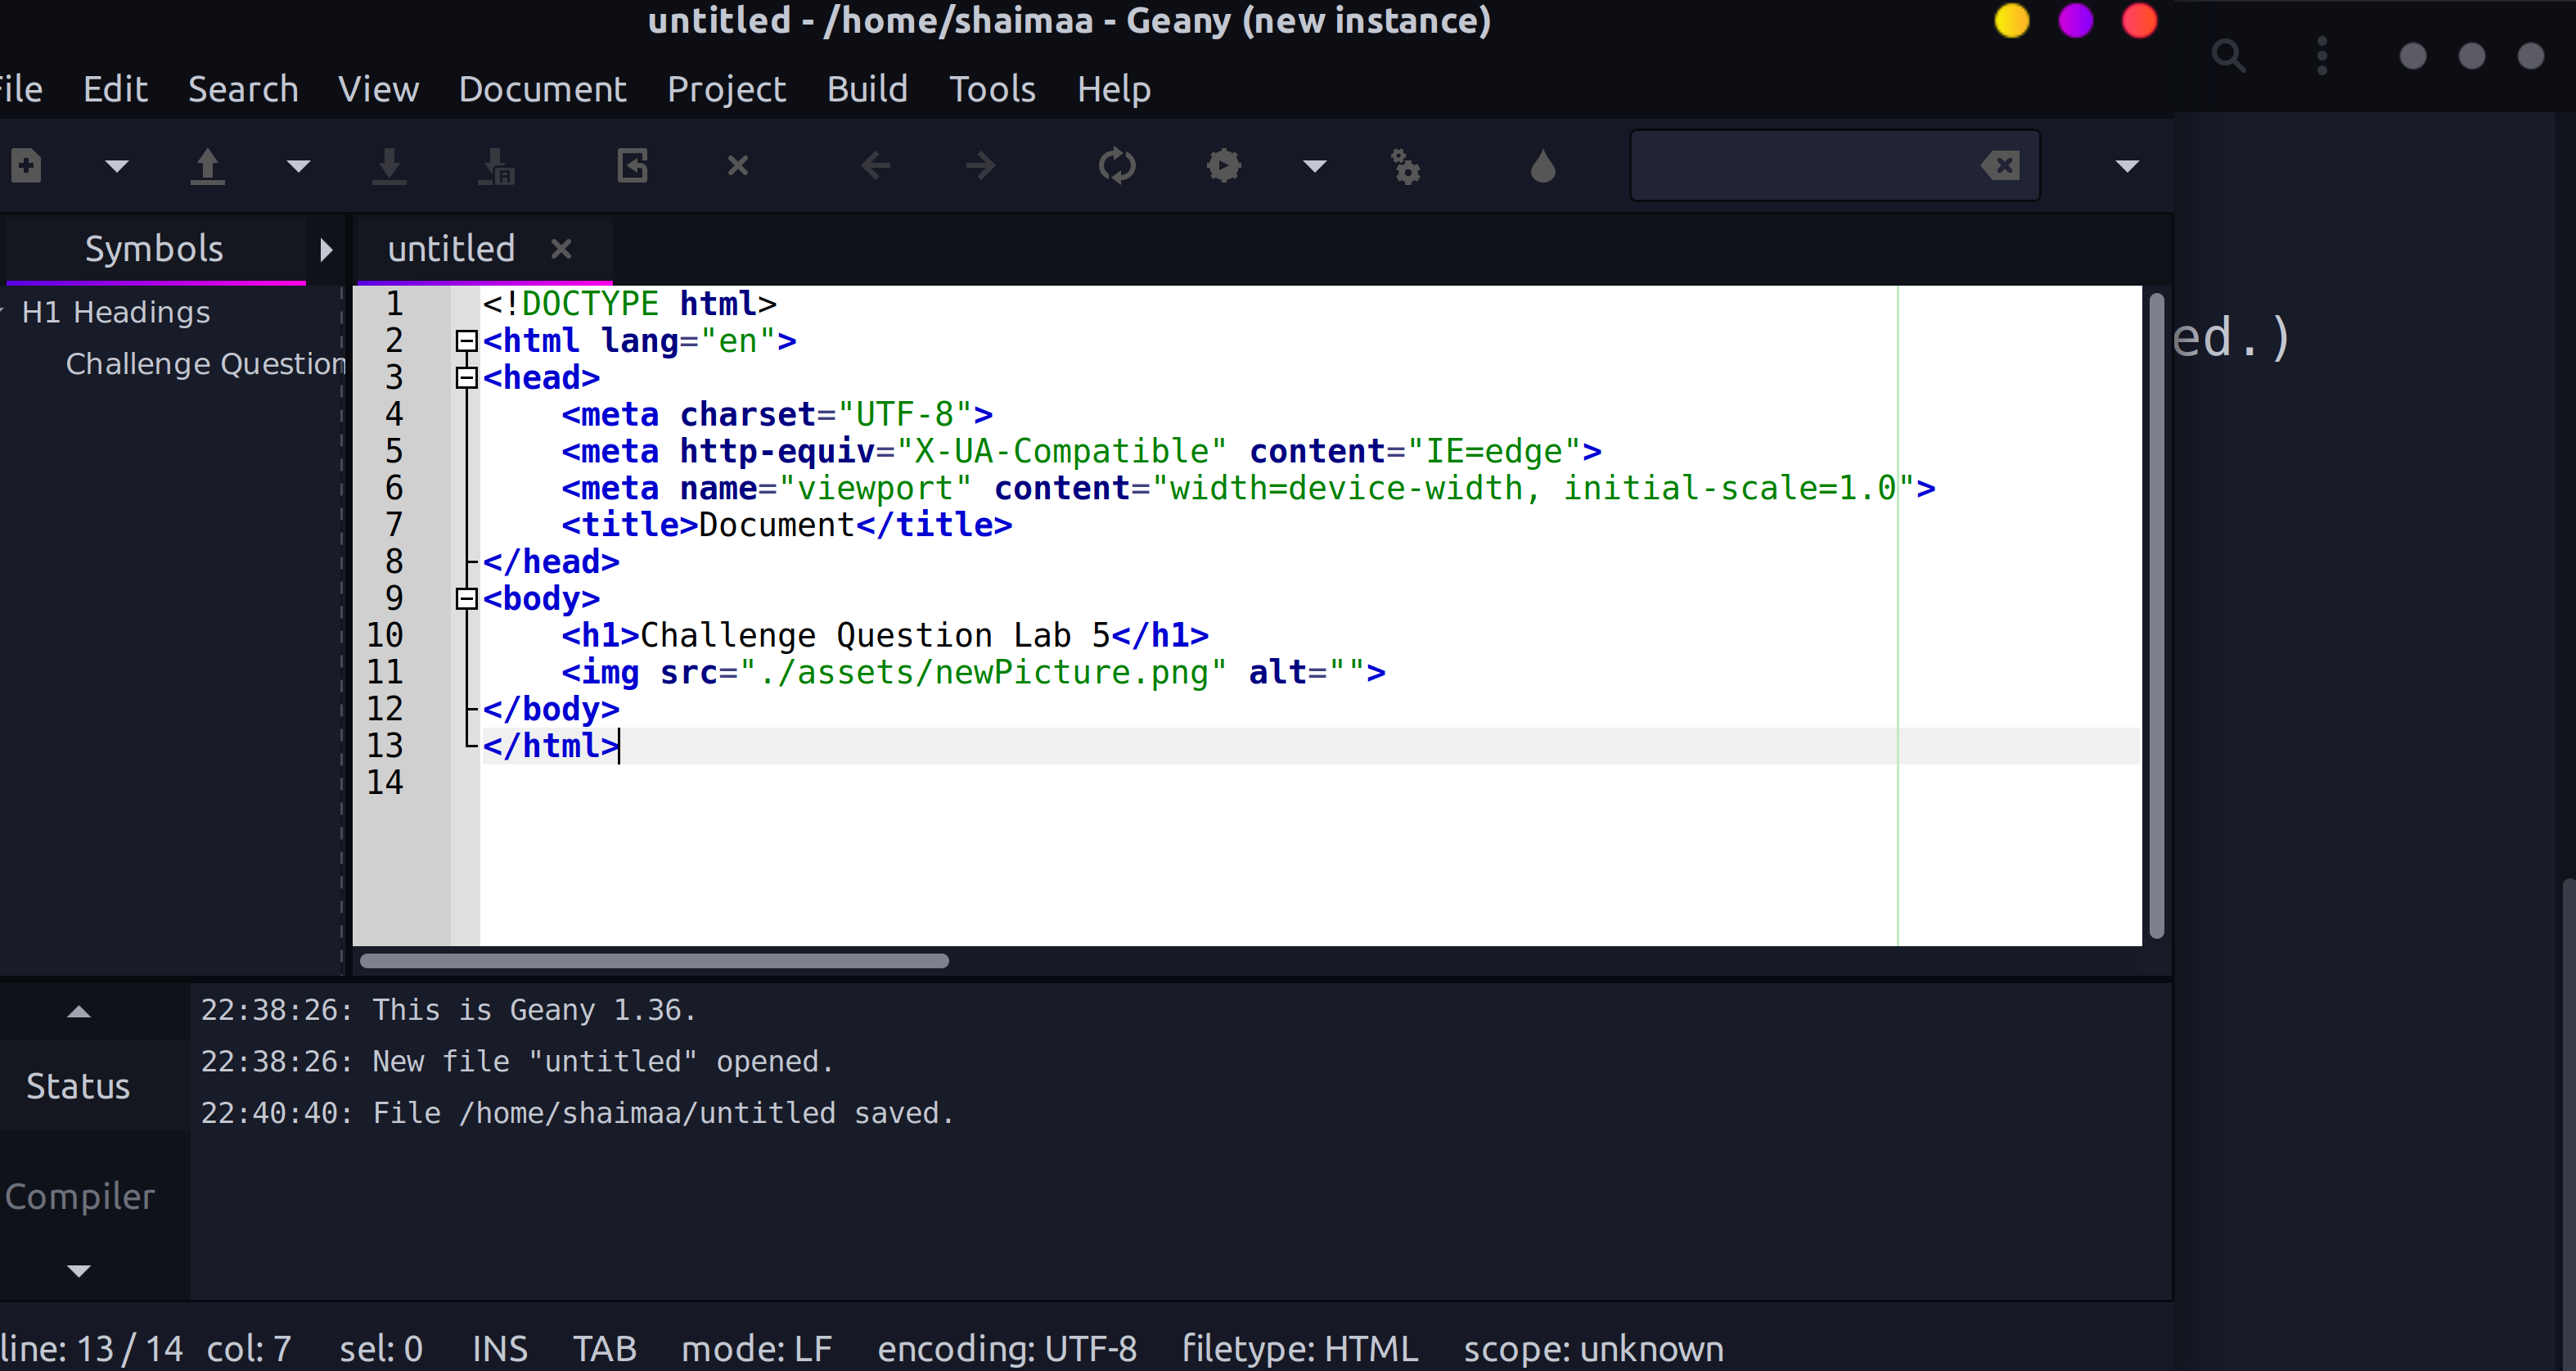 untitled - /home/shaimaa - Geany (new instance)
File Edit Search View Document Project Build Tools Help
Symbols
untitled
H1 Headings
Challenge Question
1 <!DOCTYPE html>
2 <html lang="en">
3 <head>
4 <meta charset="UTF-8">
5 <meta http-equiv="X-UA-Compatible" content="IE=edge">
6 <meta name="viewport" content="width=device-width, initial-scale=1.0">
7 <title>Document</title>
8 </head>
9 <body>
10 <h1>Challenge Question Lab 5</h1>
11 <img src="./assets/newPicture.png" alt="">
12 </body>
13 </html>
14
ed.)
Status
Compiler
22:38:26: This is Geany 1.36.
22:38:26: New file "untitled" opened.
22:40:40: File /home/shaimaa/untitled saved.
line: 13 / 14 col: 7 sel: 0 INS TAB mode: LF encoding: UTF-8 filetype: HTML scope: unknown